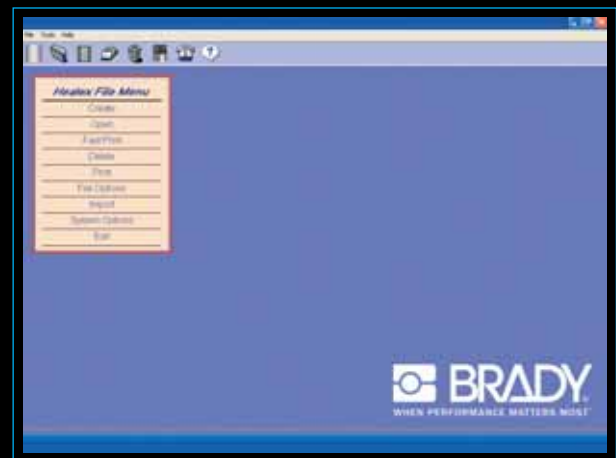 File Tools Help
Healex File Menu
Create
Open
Fast Print
Delete
Print
File Options
Import
System Options
Exit
BRADY
WHEN PERFORMANCE MATTERS MOST